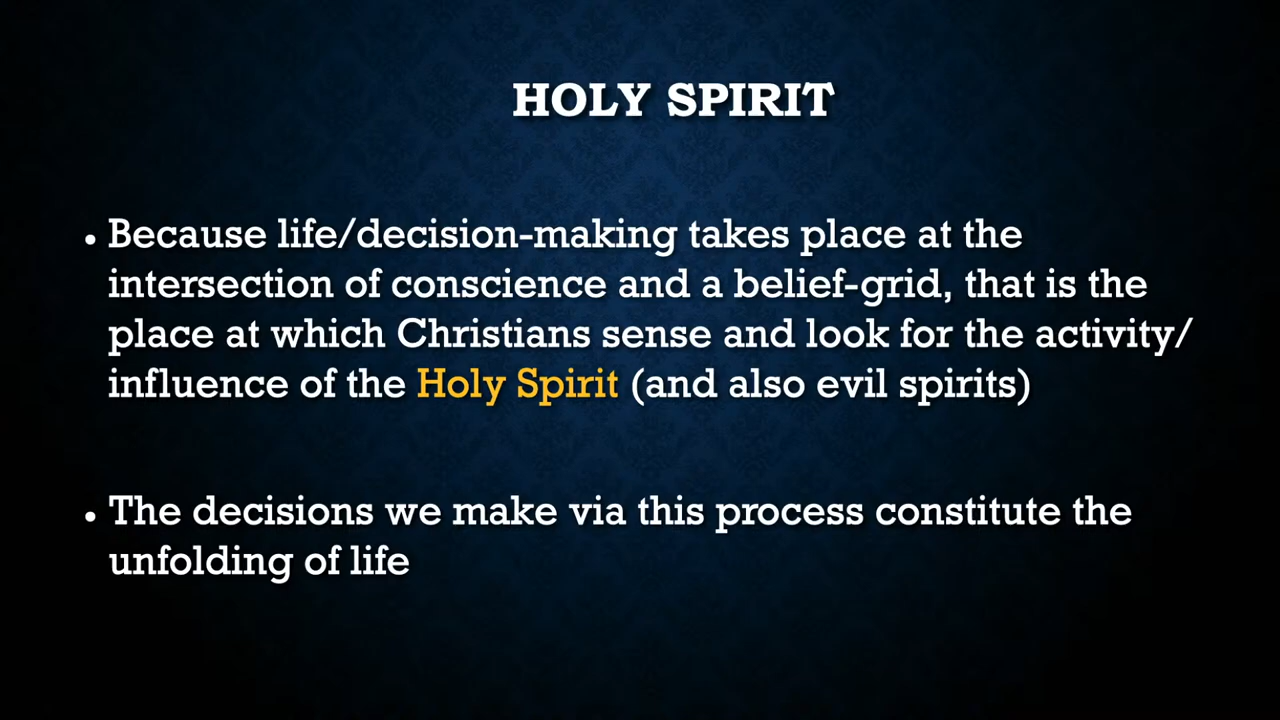 HOLY SPIRIT
• Because life/decision-making takes place at the
intersection of conscience and a belief-grid, that is the
place at which Christians sense and look for the activity/
influence of the Holy Spirit (and also evil spirits)
• The decisions we make via this process constitute the
unfolding of life